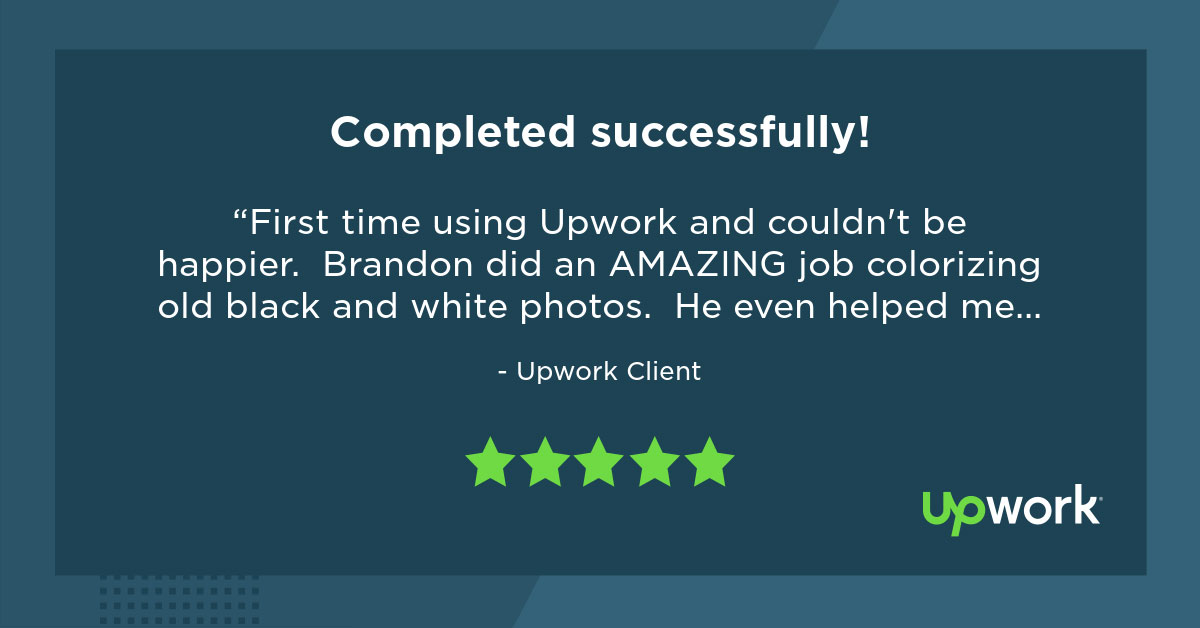 Completed successfully!
“First time using Upwork and couldn't be
happier.  Brandon did an AMAZING job colorizing
old black and white photos.  He even helped me...
- Upwork Client
upwork